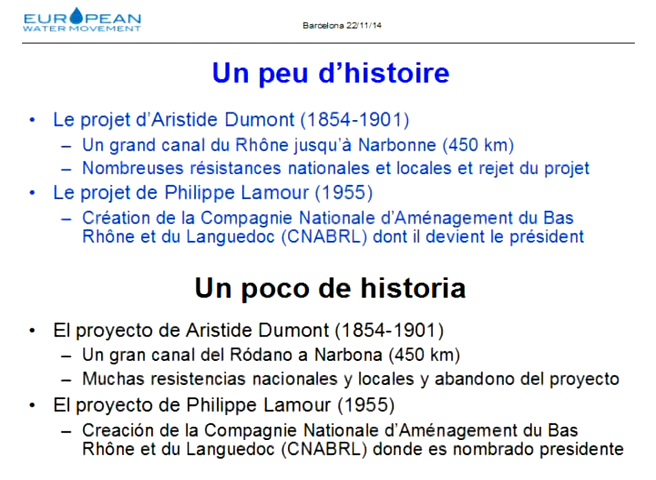 EUROPEAN
WATER MOVEMENT
Barcelona 22/11/14
Un peu d'histoire
• Le projet d'Aristide Dumont (1854-1901)
– Un grand canal du Rhône jusqu'à Narbonne (450 km)
– Nombreuses résistances nationales et locales et rejet du projet
• Le projet de Philippe Lamour (1955)
– Création de la Compagnie Nationale d'Aménagement du Bas
Rhône et du Languedoc (CNABRL) dont il devient le président
Un poco de historia
• El proyecto de Aristide Dumont (1854-1901)
– Un gran canal del Ródano a Narbona (450 km)
– Muchas resistencias nacionales y locales y abandono del proyecto
• El proyecto de Philippe Lamour (1955)
– Creación de la Compagnie Nationale d'Aménagement du Bas
Rhône et du Languedoc (CNABRL) donde es nombrado presidente